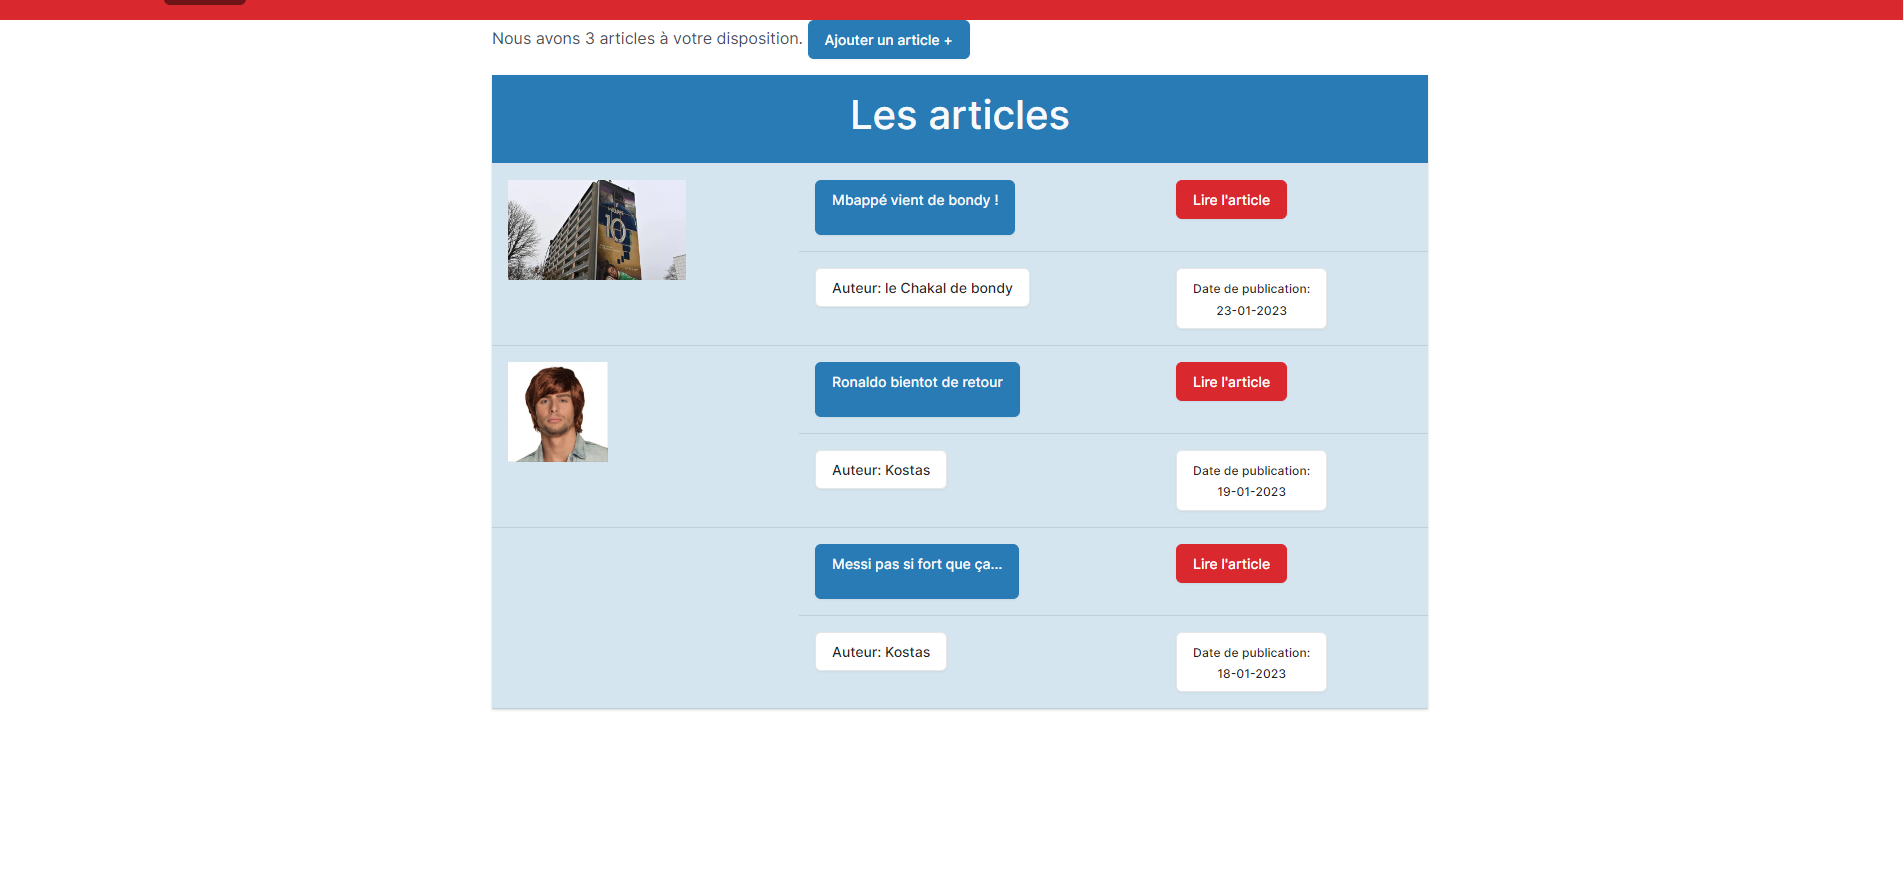 Nous avons 3 articles à votre disposition. Ajouter un article +
Les articles
10
Mbappé vient de bondy !
Lire l'article
Auteur: le Chakal de bondy
Date de publication:
23-01-2023
Ronaldo bientot de retour
Lire l'article
Auteur: Kostas
Date de publication:
19-01-2023
Messi pas si fort que ça...
Lire l'article
Auteur: Kostas
Date de publication:
18-01-2023